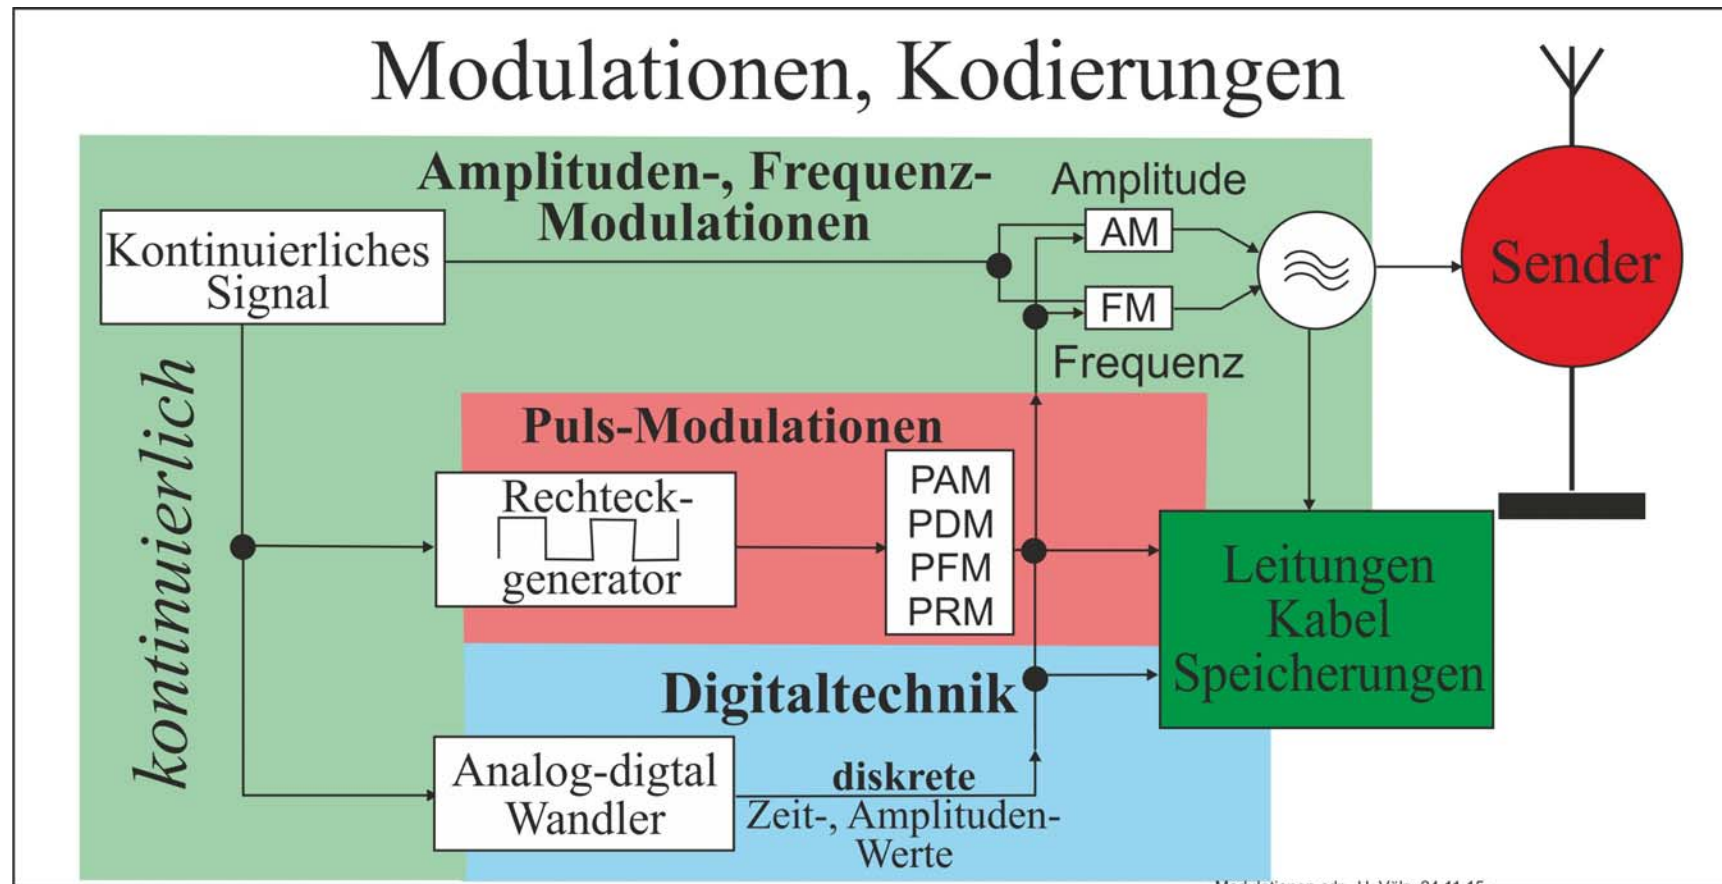 Modulationen, Kodierungen
Amplituden-, Frequenz-
Modulationen
Amplitude
AM
Kontinuierliches
Signal
Sender
FM
Frequenz
kontinuierlich
Puls-Modulationen
Rechteck-
generator
PAM
PDM
PFM
PRM
Leitungen
Kabel
Speicherungen
Digitaltechnik
Analog-digtal
Wandler
diskrete
Zeit-, Amplituden-
Werte